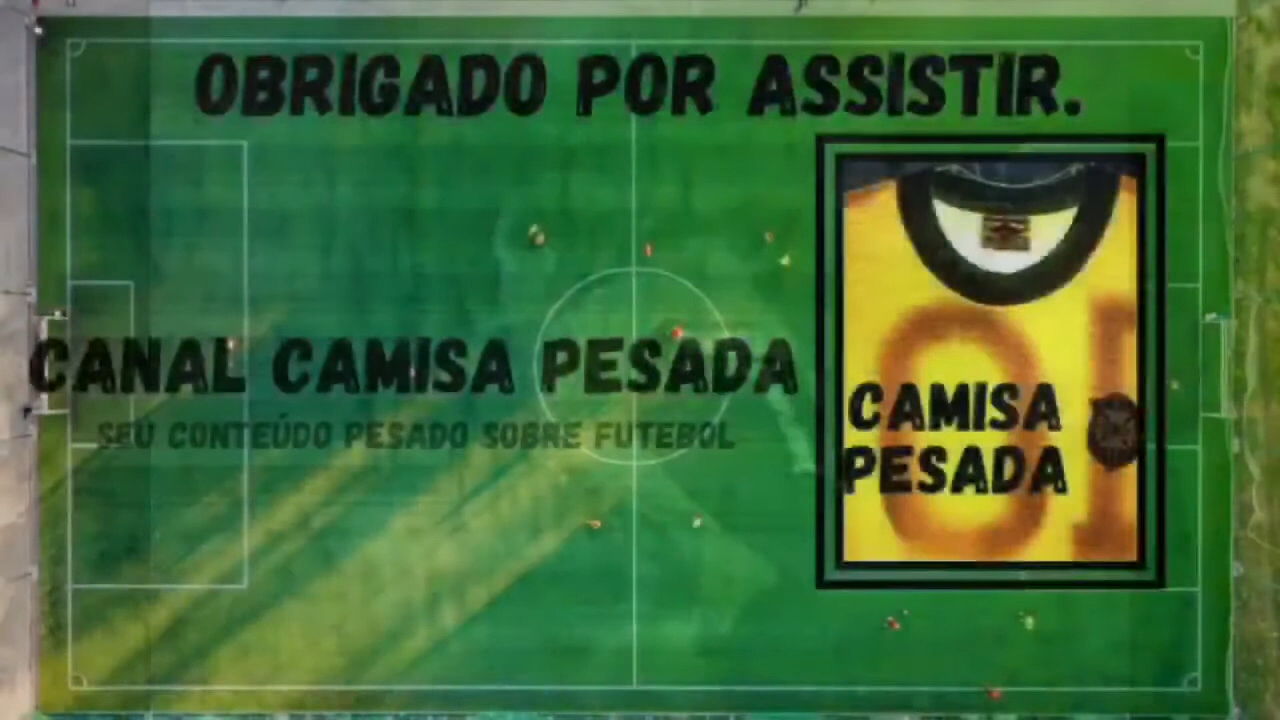 OBRIGADO POR ASSISTIR.
CANAL CAMISA PESADA
SEU CONTEÚDO PESADO SOBRE FUTEBOL
CAMISA
PESADA